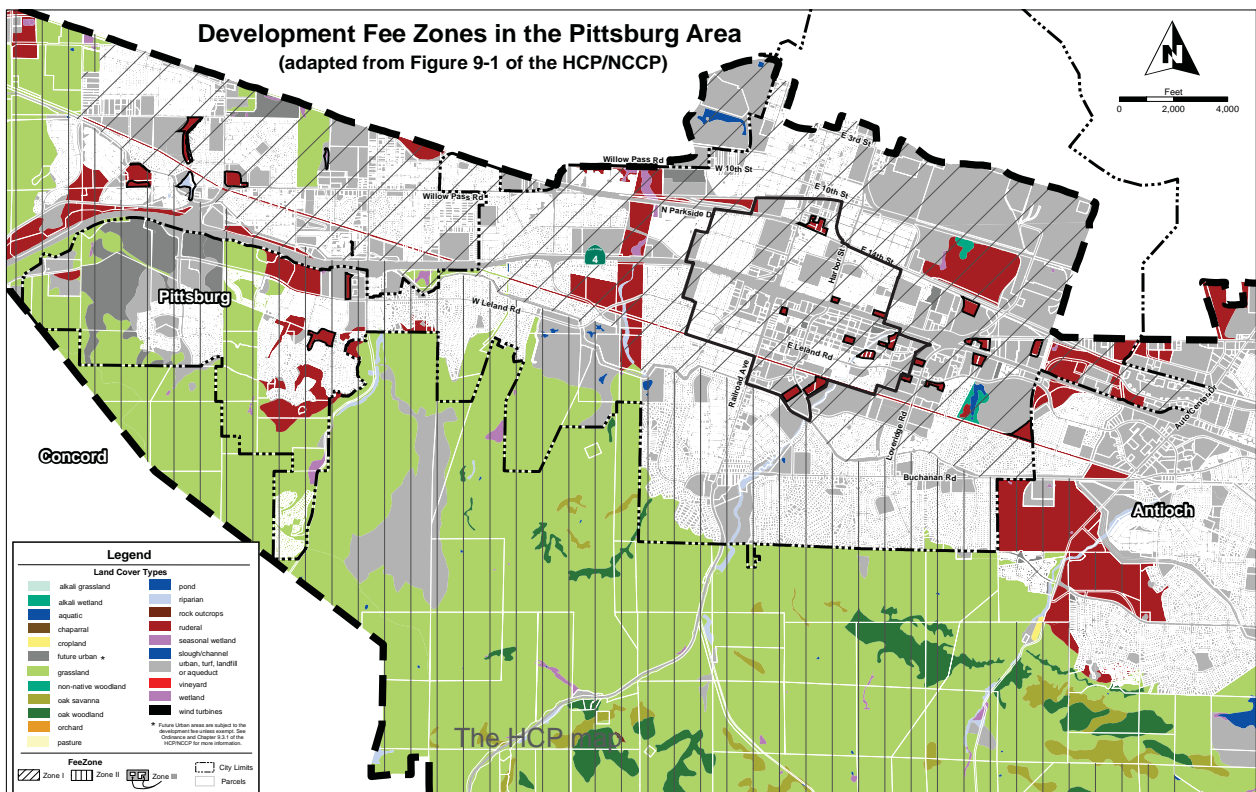 Development Fee Zones in the Pittsburg Area
(adapted from Figure 9-1 of the HCP/NCCP)
N
Feet
0 2,000 4,000
E 3rd St
Willow Pass Rd
W 10th St
E 10th St
Willow Pass Rd
N Parkside D
Harbor St
E 14th St
4
Pittsburg
W Leland Rd
E Leland Rd
Railroad Ave
Loveridge Rd
Auto Center Dr
Buchanan Rd
Concord
Antioch
The HCP map
Legend
Land Cover Types
alkali grassland
alkali wetland
aquatic
chaparral
cropland
future urban *
grassland
non-native woodland
oak savanna
oak woodland
orchard
pasture
pond
riparian
rock outcrops
ruderal
seasonal wetland
slough/channel
urban, turf, landfill
or aqueduct
vineyard
wetland
wind turbines
* Future Urban areas are subject to the
development fee unless exempt. See
Ordinance and Chapter 9.3.1 of the
HCP/NCCP for more information.
FeeZone
Zone I
Zone II
Zone III
City Limits
Parcels